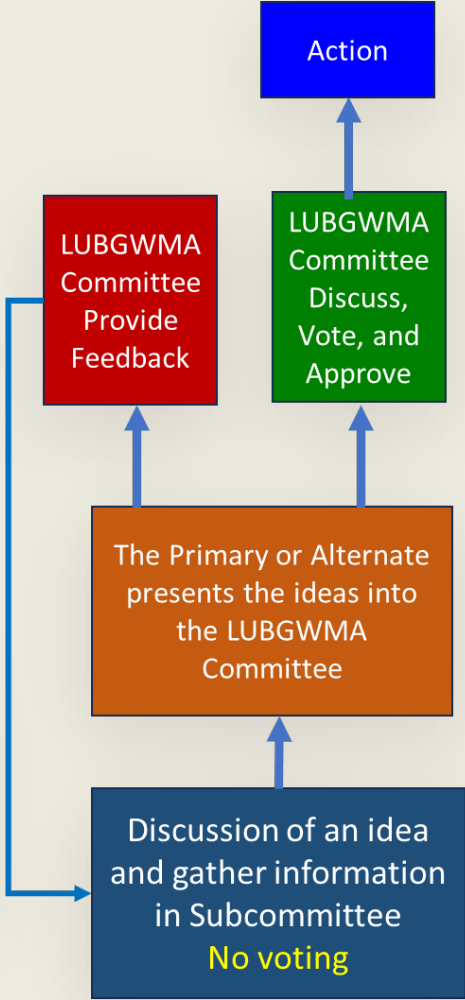 Action
LUBGWMA
Committee
Provide
Feedback
LUBGWMA
Committee
Discuss,
Vote, and
Approve
The Primary or Alternate
presents the ideas into
the LUBGWMA
Committee
Discussion of an idea
and gather information
in Subcommittee
No voting